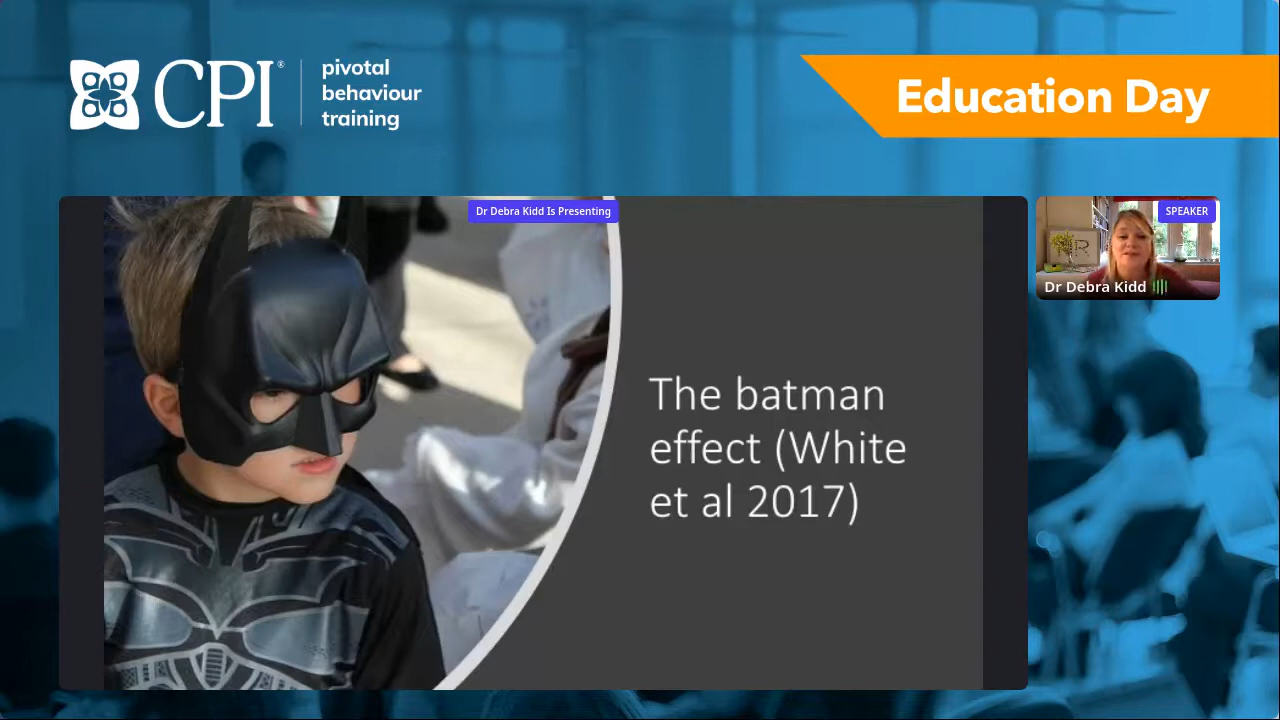 CPI®
pivotal
behaviour
training
Education Day
Dr Debra Kidd Is Presenting
SPEAKER
Dr Debra Kidd
The batman
effect (White
et al 2017)